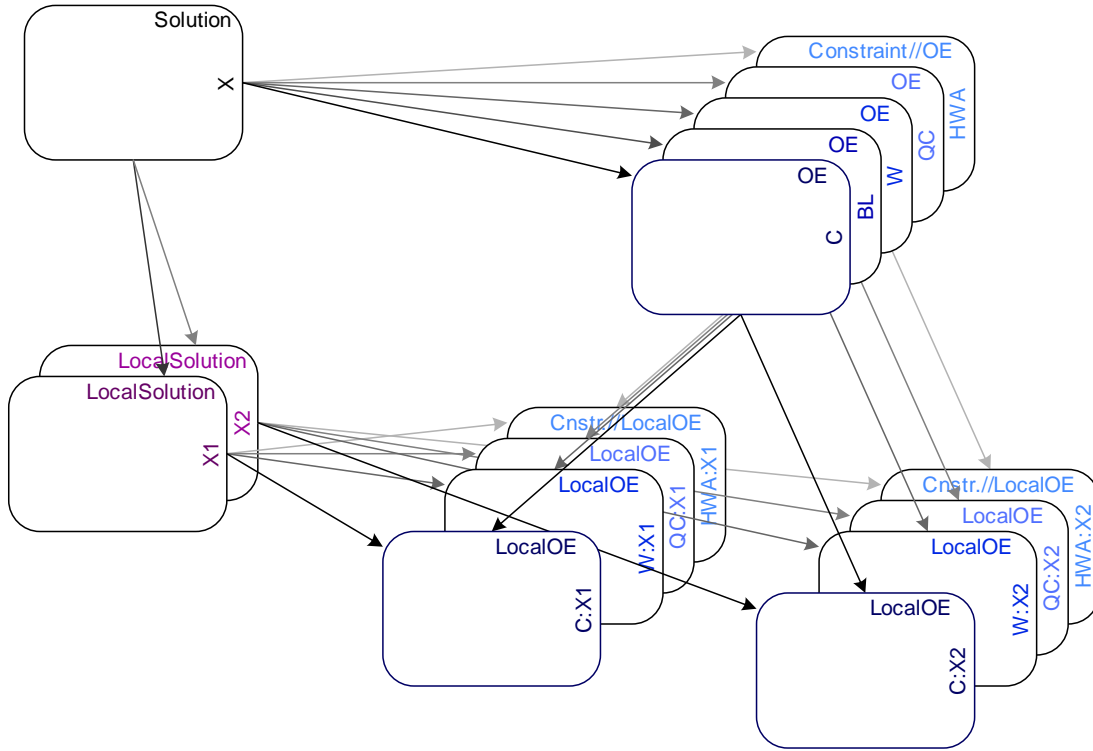 Solution
X
Constraint//OE
HWA
OE
QC
OE
W
OE
BL
OE
C
LocalSolution
X2
LocalSolution
X1
Cnstr.//LocalOE
HWA:X1
LocalOE
QC:X1
LocalOE
W:X1
LocalOE
C:X1
Cnstr.//LocalOE
HWA:X2
LocalOE
QC:X2
LocalOE
W:X2
LocalOE
C:X2